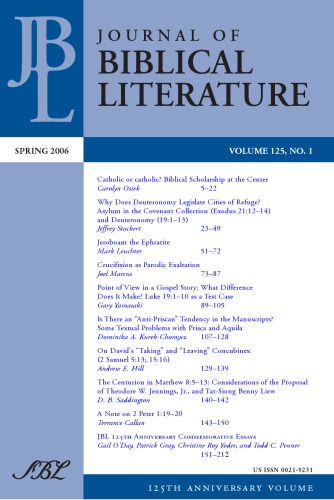 JBL
JOURNAL OF
BIBLICAL
LITERATURE
SPRING 2006
VOLUME 125, NO. 1
Catholic or catholic? Biblical Scholarship at the Center
Carolyn Osiek 5–22
Why Does Deuteronomy Legislate Cities of Refuge?
Asylum in the Covenant Collection (Exodus 21:12–14)
and Deuteronomy (19:1–13)
Jeffrey Stackert 23–49
Jeroboam the Ephratite
Mark Leuchter 51–72
Crucifixion as Parodic Exaltation
Joel Marcus 73–87
Point of View in a Gospel Story: What Difference
Does It Make? Luke 19:1–10 as a Test Case
Gary Yamasaki 89–105
Is There an “Anti-Priscan” Tendency in the Manuscripts?
Some Textual Problems with Prisca and Aquila
Dominika A. Kurek-Chomycz 107–128
On David’s “Taking” and “Leaving” Concubines:
(2 Samuel 5:13; 15:16)
Andrew E. Hill 129–139
The Centurion in Matthew 8:5–13: Considerations of the Proposal
of Theodore W. Jennings, Jr., and Tat-Siong Benny Liew
D. B. Saddington 140–142
A Note on 2 Peter 1:19–20
Terrance Callan 143–150
JBL 125TH ANNIVERSARY COMMEMORATIVE ESSAYS
Gail O’Day, Patrick Gray, Christine Roy Yoder, and Todd C. Penner
151–212
SBL
US ISSN 0021-9231
125TH ANNIVERSARY VOLUME